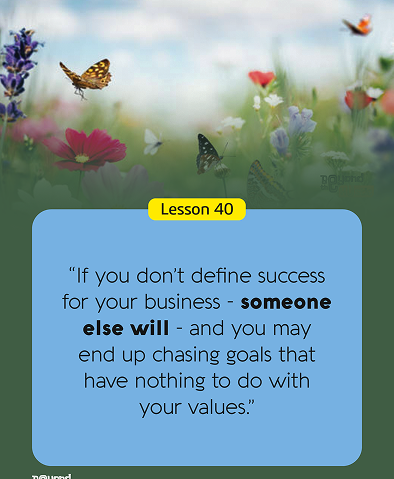 Lesson 40
“If you don’t define success
for your business - someone
else will - and you may
end up chasing goals that
have nothing to do with
your values.”